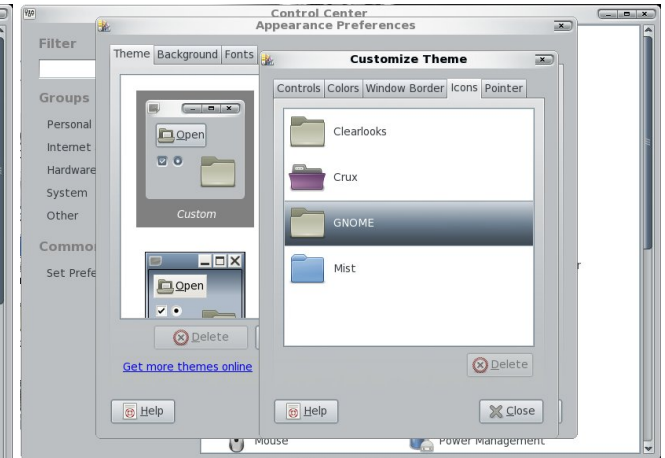 Control Center
Appearance Preferences
Customize Theme
Filter
Groups
Personal
Internet
Hardware
System
Other
Common
Set Prefe
Theme Background Fonts
Open
Custom
Open
Delete
Get more themes online
Help
Controls Colors Window Border Icons Pointer
Clearlooks
Crux
GNOME
Mist
Delete
Help
Close
Mouse
Power Management